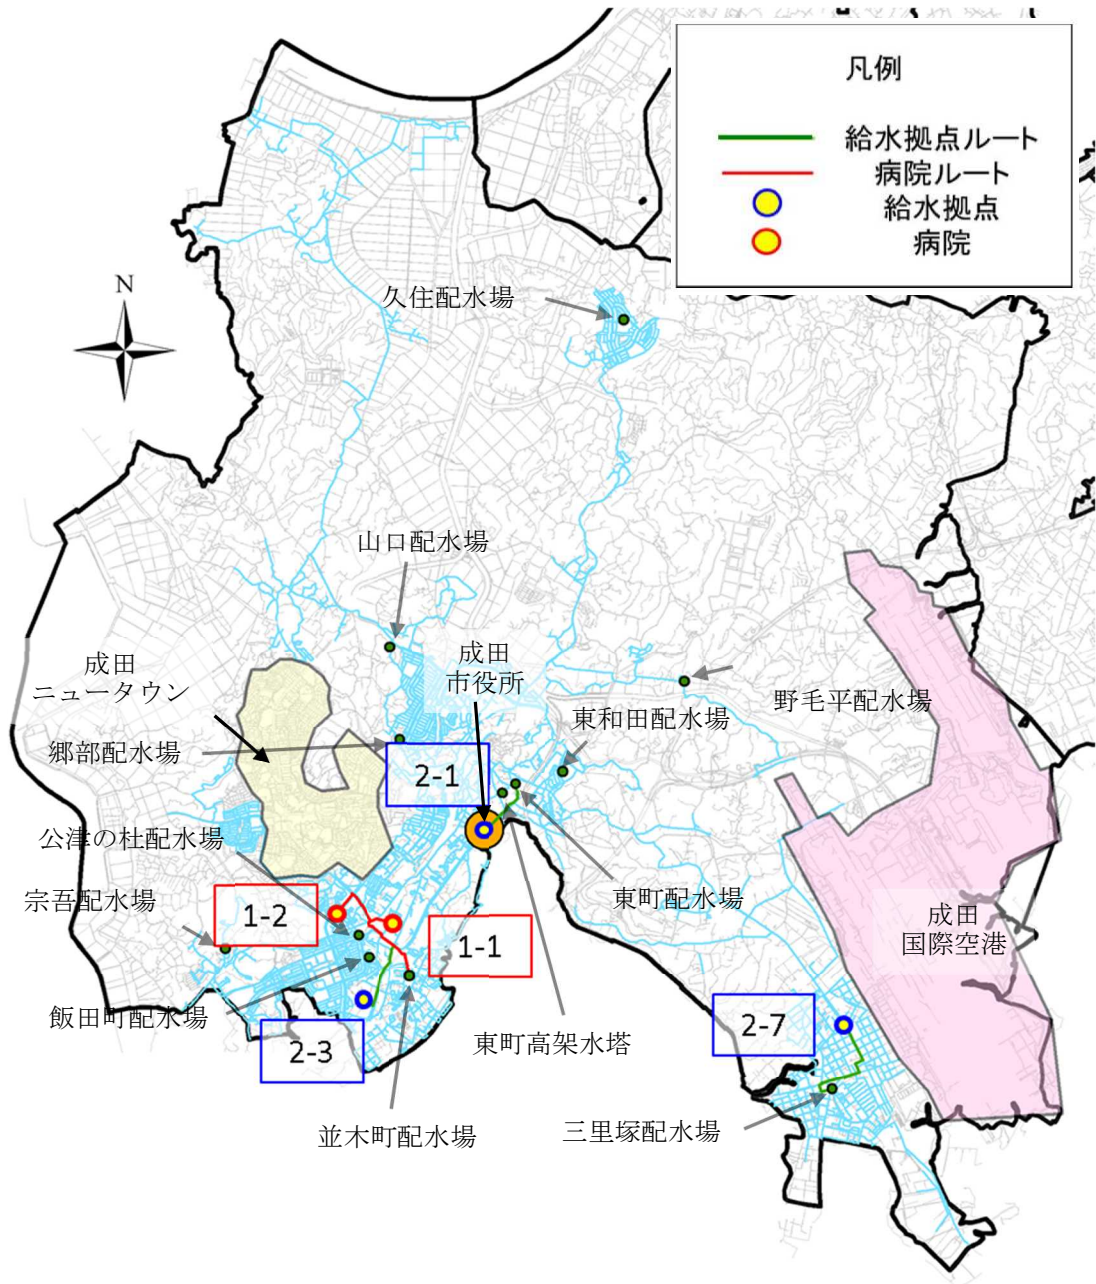 凡例
給水拠点ルート
病院ルート
給水拠点
病院
N
久住配水場
山口配水場
成田
市役所
成田
ニュータウン
野毛平配水場
東和田配水場
郷部配水場
2-1
公津の杜配水場
東町配水場
宗吾配水場
1-2
1-1
成田
国際空港
飯田町配水場
2-3
東町高架水塔
2-7
並木町配水場
三里塚配水場